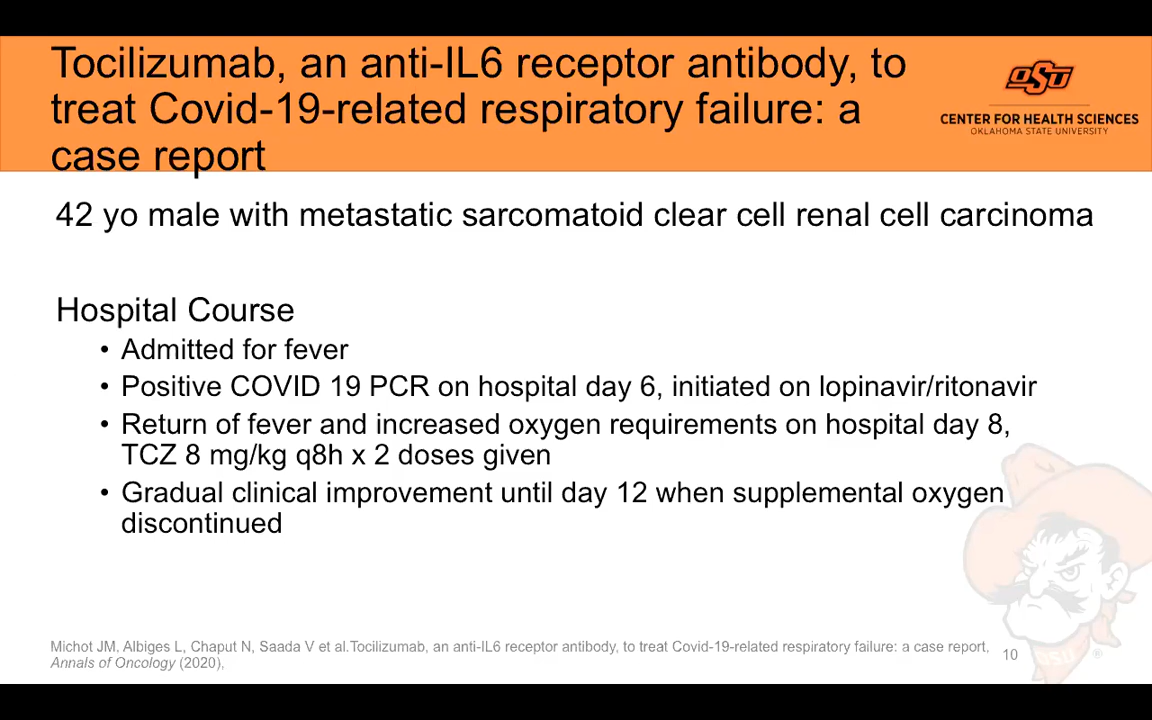 Tocilizumab, an anti-IL6 receptor antibody, to
treat Covid-19-related respiratory failure: a
case report
OSU
CENTER FOR HEALTH SCIENCES
OKLAHOMA STATE UNIVERSITY
42 yo male with metastatic sarcomatoid clear cell renal cell carcinoma
Hospital Course
• Admitted for fever
• Positive COVID 19 PCR on hospital day 6, initiated on lopinavir/ritonavir
• Return of fever and increased oxygen requirements on hospital day 8,
TCZ 8 mg/kg q8h x 2 doses given
• Gradual clinical improvement until day 12 when supplemental oxygen
discontinued
Michot JM, Albiges L, Chaput N, Saada V et al.Tocilizumab, an anti-IL6 receptor antibody, to treat Covid-19-related respiratory failure: a case report,
Annals of Oncology (2020),
10
OSU
®